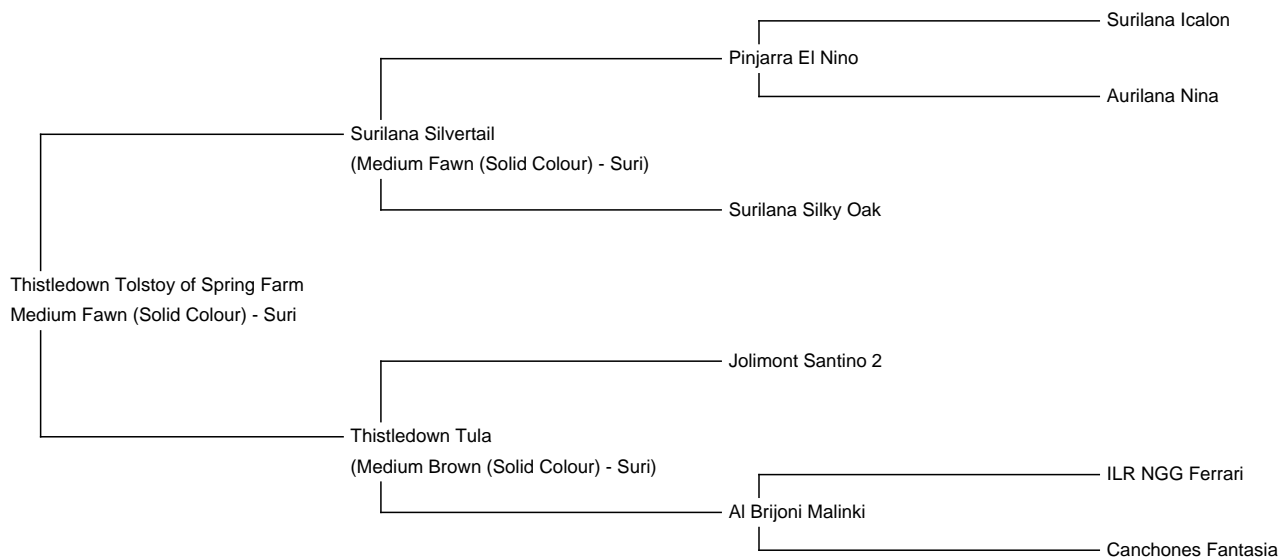 Surilana Icalon
Pinjarra El Nino
Aurilana Nina
Surilana Silvertail
(Medium Fawn (Solid Colour) - Suri)
Surilana Silky Oak
Thistledown Tolstoy of Spring Farm
Medium Fawn (Solid Colour) - Suri
Jolimont Santino 2
Thistledown Tula
(Medium Brown (Solid Colour) - Suri)
ILR NGG Ferrari
Al Brijoni Malinki
Canchones Fantasia